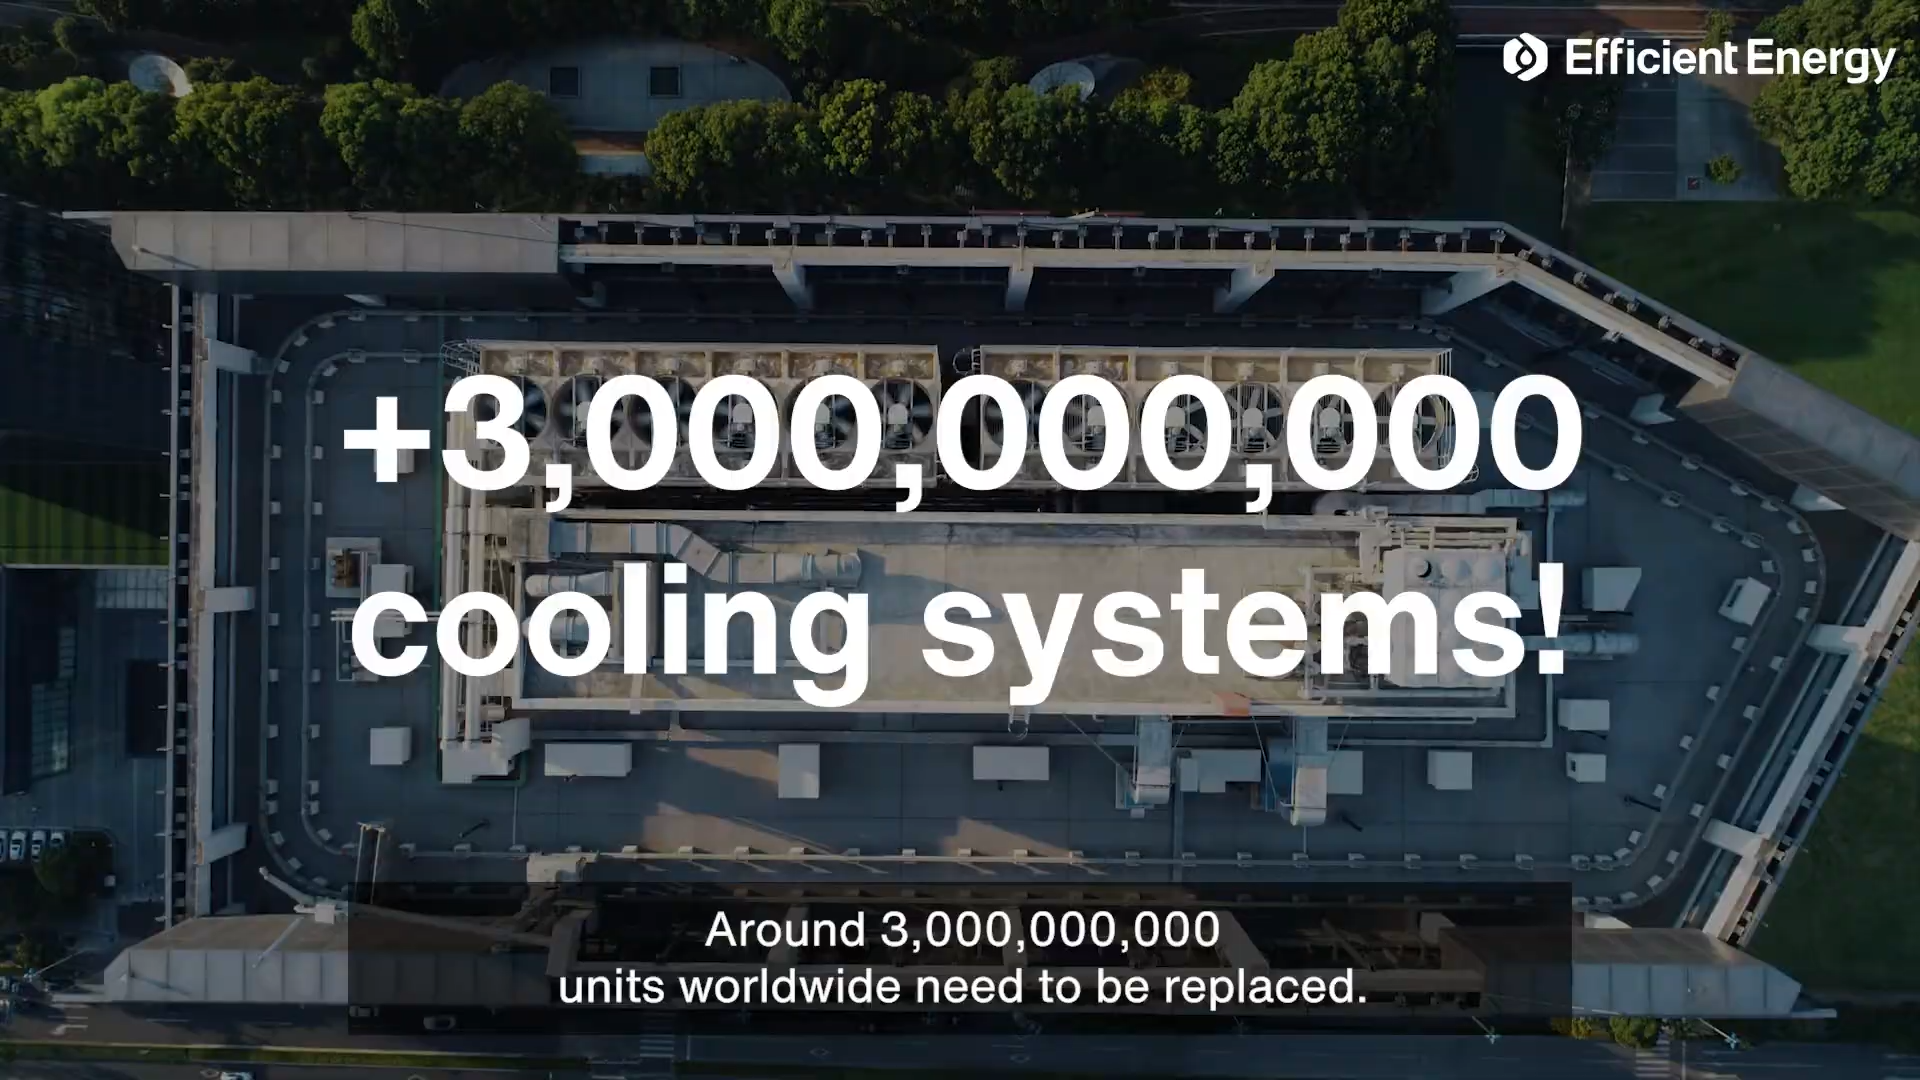 Efficient Energy
+3,000,000,000
cooling systems!
Around 3,000,000,000
units worldwide need to be replaced.